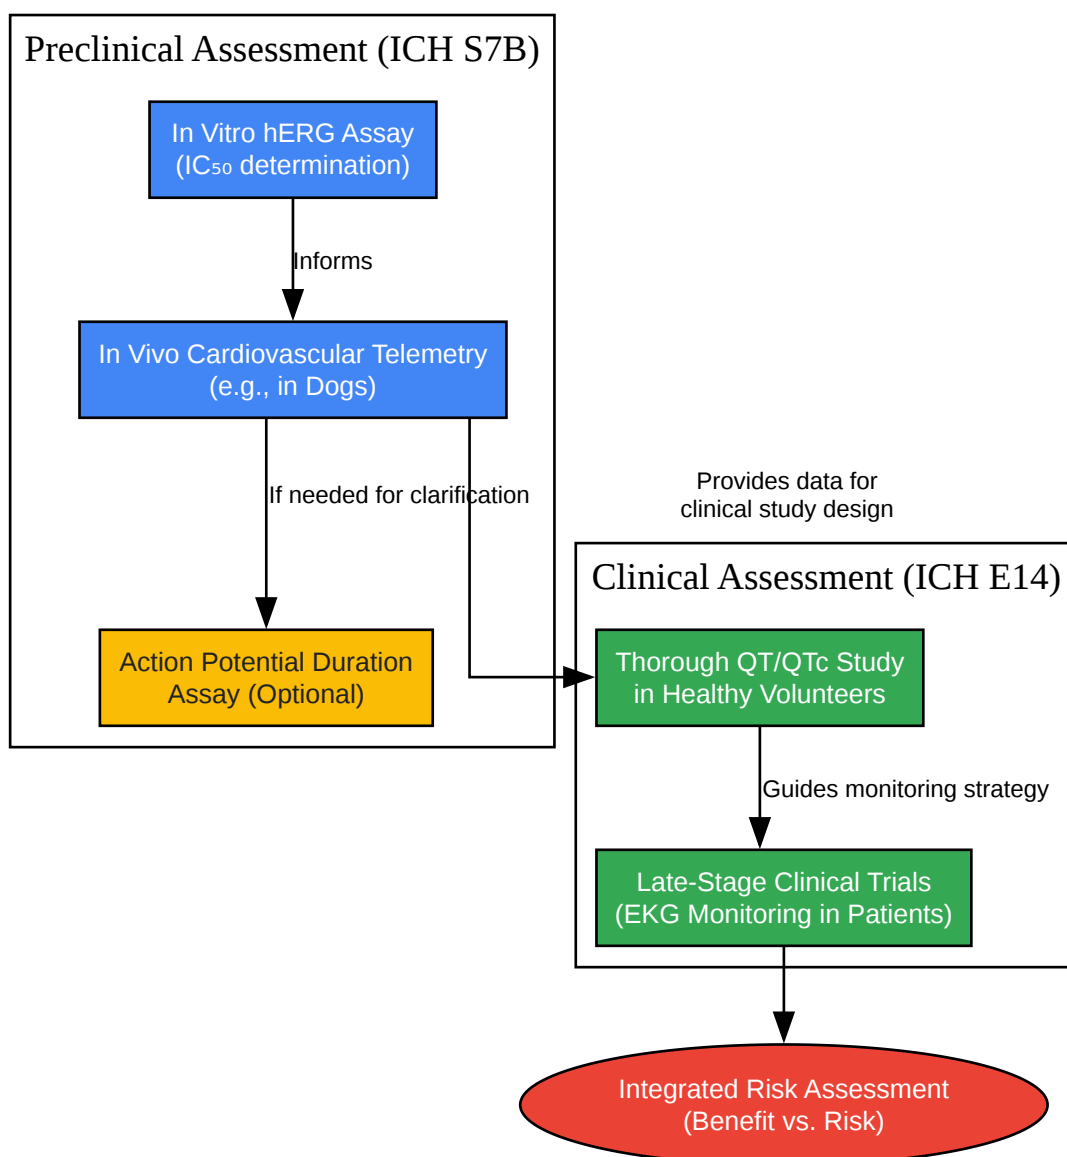 Preclinical Assessment (ICH S7B)
In Vitro hERG Assay
(IC₅₀ determination)
Informs
In Vivo Cardiovascular Telemetry
(e.g., in Dogs)
If needed for clarification
Provides data for
clinical study design
Action Potential Duration
Assay (Optional)
Clinical Assessment (ICH E14)
Thorough QT/QTc Study
in Healthy Volunteers
Guides monitoring strategy
Late-Stage Clinical Trials
(EKG Monitoring in Patients)
Integrated Risk Assessment
(Benefit vs. Risk)